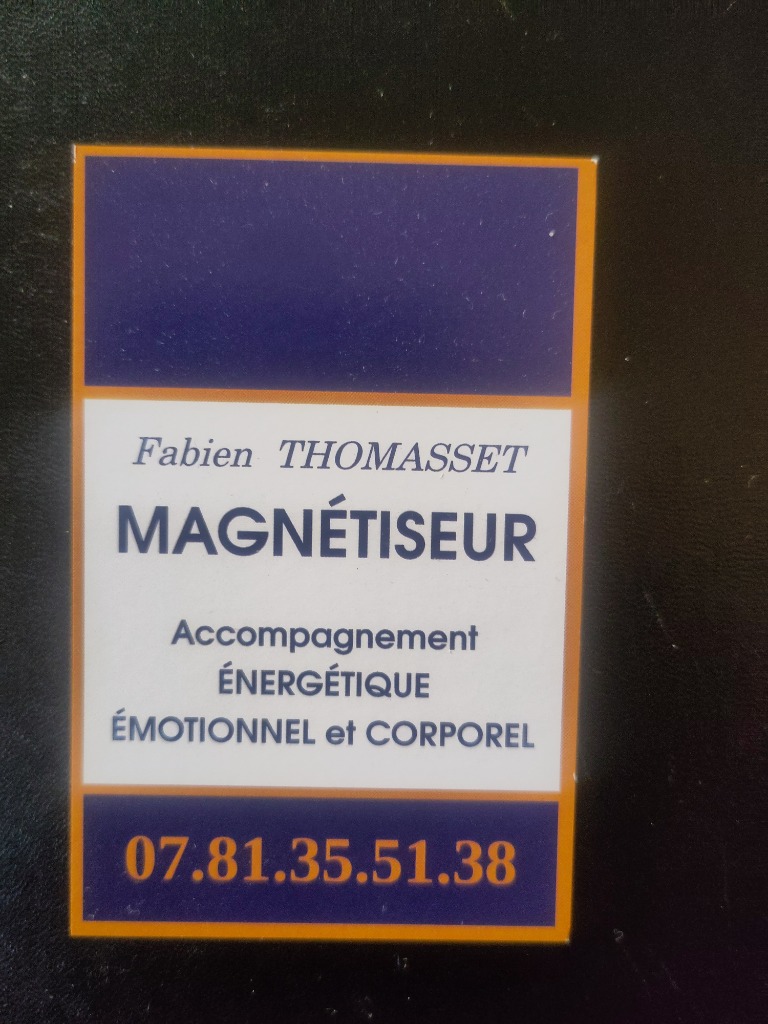 Fabien THOMASSET
MAGNÉTISEUR
Accompagnement
ÉNERGÉTIQUE
ÉMOTIONNEL et CORPOREL
07.81.35.51.38